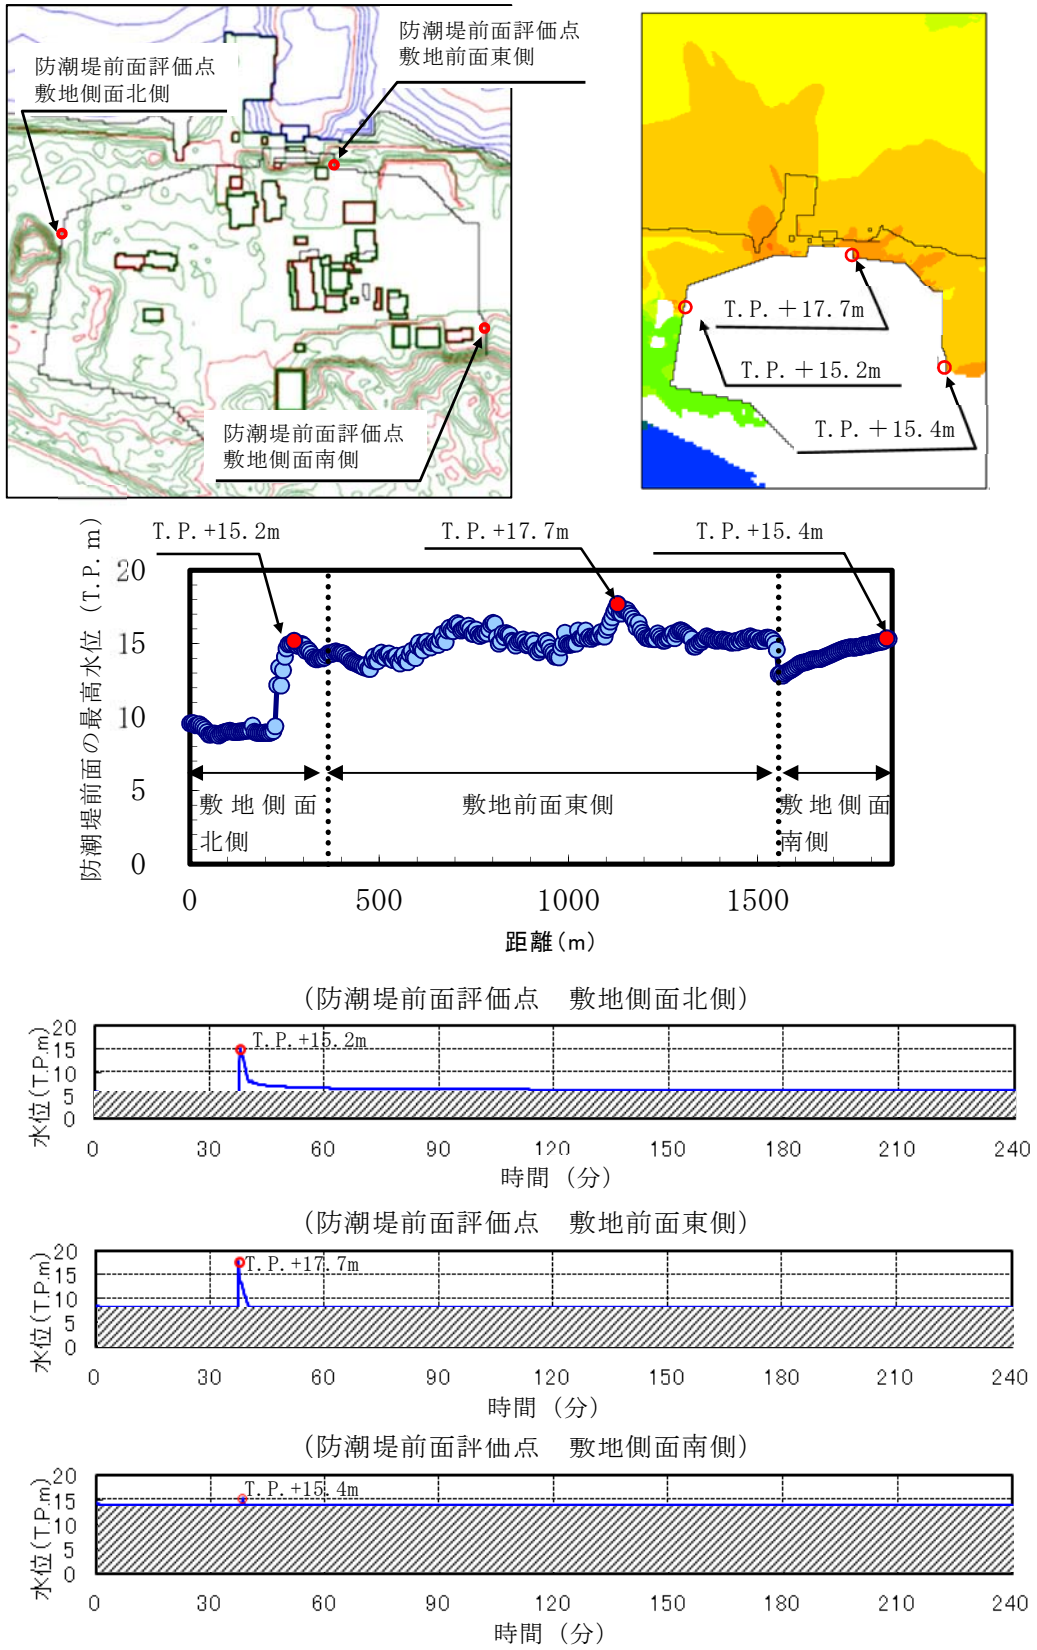 防潮堤前面評価点
敷地側面北側
防潮堤前面評価点
敷地前面東側
防潮堤前面評価点
敷地側面南側
T.P.+17.7m
T.P.+15.2m
T.P.+15.4m
T.P.+15.2m
T.P.+17.7m
T.P.+15.4m
防潮堤前面の最高水位(T.P.m)
20
15
10
5
0
敷地側面
北側
敷地前面東側
敷地側面
南側
0 500 1000 1500
距離(m)
(防潮堤前面評価点 敷地側面北側)
水位(T.P.m)
20
15
10
5
0
T.P.+15.2m
0 30 60 90 120 150 180 210 240
時間(分)
(防潮堤前面評価点 敷地前面東側)
水位(T.P.m)
20
15
10
5
0
T.P.+17.7m
0 30 60 90 120 150 180 210 240
時間(分)
(防潮堤前面評価点 敷地側面南側)
水位(T.P.m)
20
15
10
5
0
T.P.+15.4m
0 30 60 90 120 150 180 210 240
時間(分)